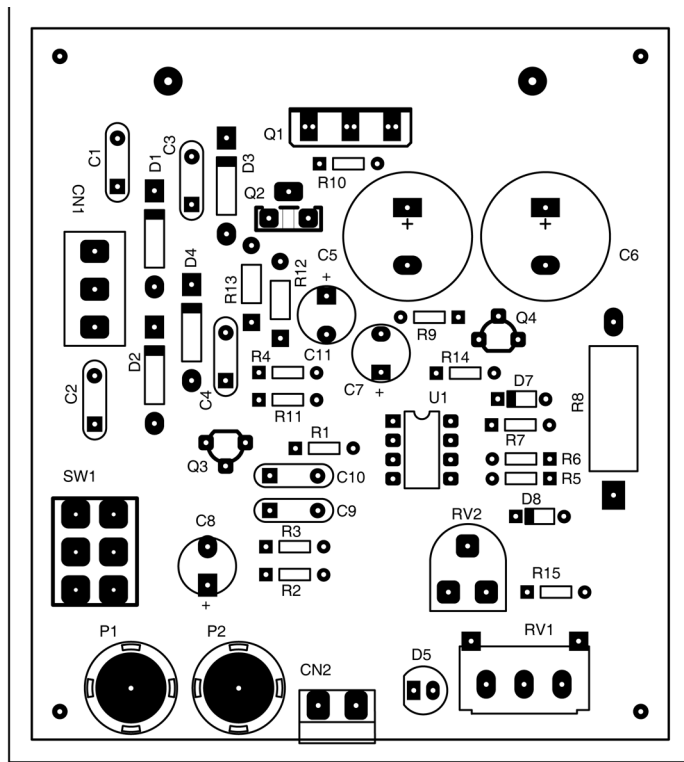 Q1
C1
C3
D1
D3
R10
CN1
Q2
C5
C6
D4
R13
R12
+
+
+
Q4
R9
C11
D2
R4
C7
+
R14
D7
R8
C2
C4
R11
U1
R7
Q3
R1
R6
SW1
C10
R5
C9
D8
C8
RV2
R3
R2
+
R15
P1
P2
RV1
CN2
D5